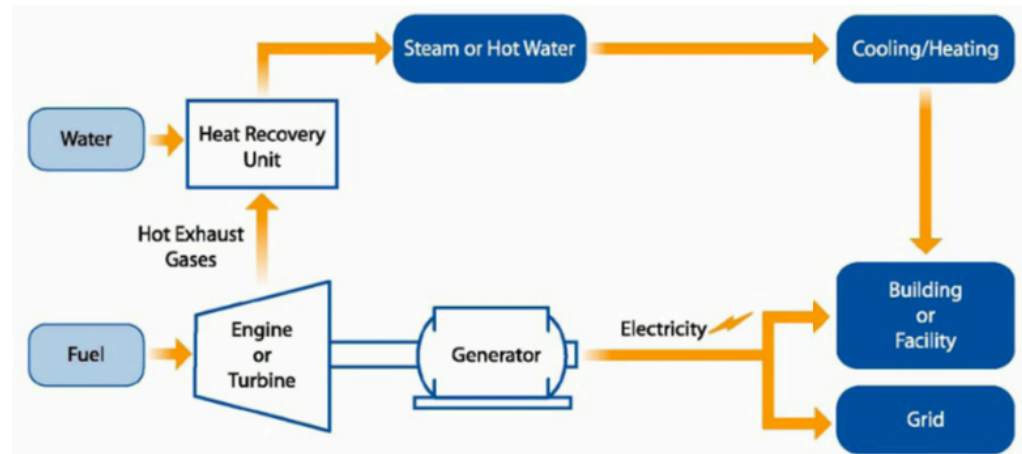 Steam or Hot Water
Cooling/Heating
Water
Heat Recovery
Unit
Hot Exhaust
Gases
Building
or
Facility
Electricity
Engine
or
Turbine
Generator
Fuel
Grid